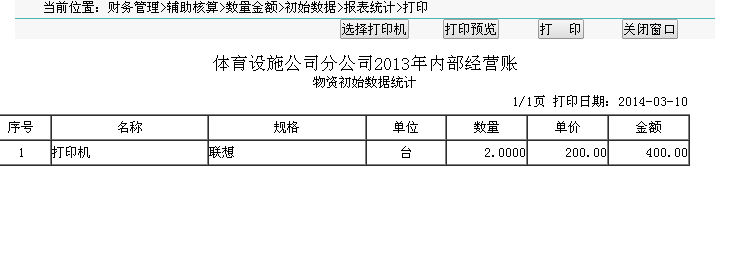 当前位置：财务管理>辅助核算>数量金额>初始数据>报表统计>打印
选择打印机 打印预览 打 印 关闭窗口
体育设施公司分公司2013年内部经营账
物资初始数据统计
1/1页 打印日期：2014-03-10
序号 名称 规格 单位 数量 单价 金额
1 打印机 联想 台 2.0000 200.00 400.00